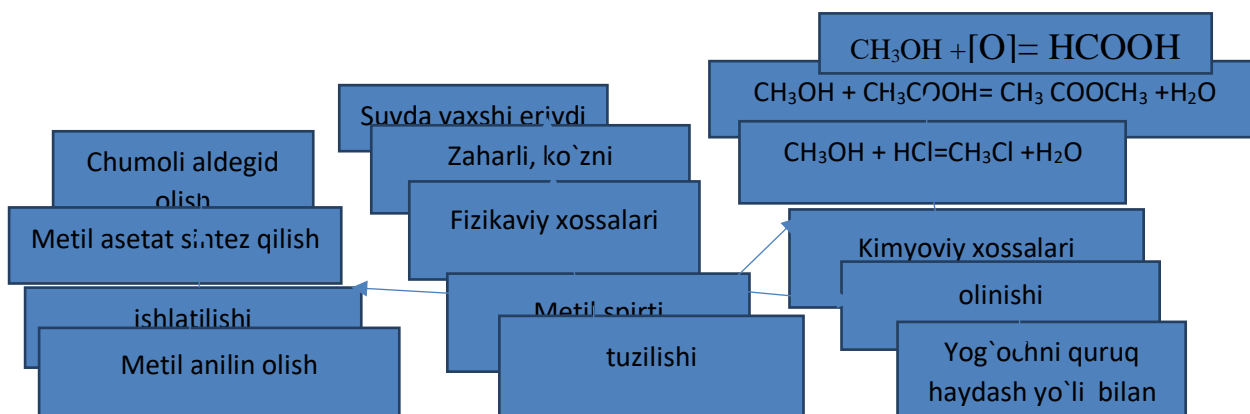 CH₃OH +[O]= HCOOH
CH₃OH + CH₃COOH= CH₃ COOCH₃ +H₂O
CH₃OH + HCl=CH₃Cl +H₂O
Suvda yaxshi eriydi
Zaharli, ko`zni
Fizikaviy xossalari
Chumoli aldegid
olish
Metil asetat sintez qilish
ishlatilishi
Metil anilin olish
Metil spirti
tuzilishi
Kimyoviy xossalari
olinishi
Yog`ochni quruq
haydash yo`li bilan